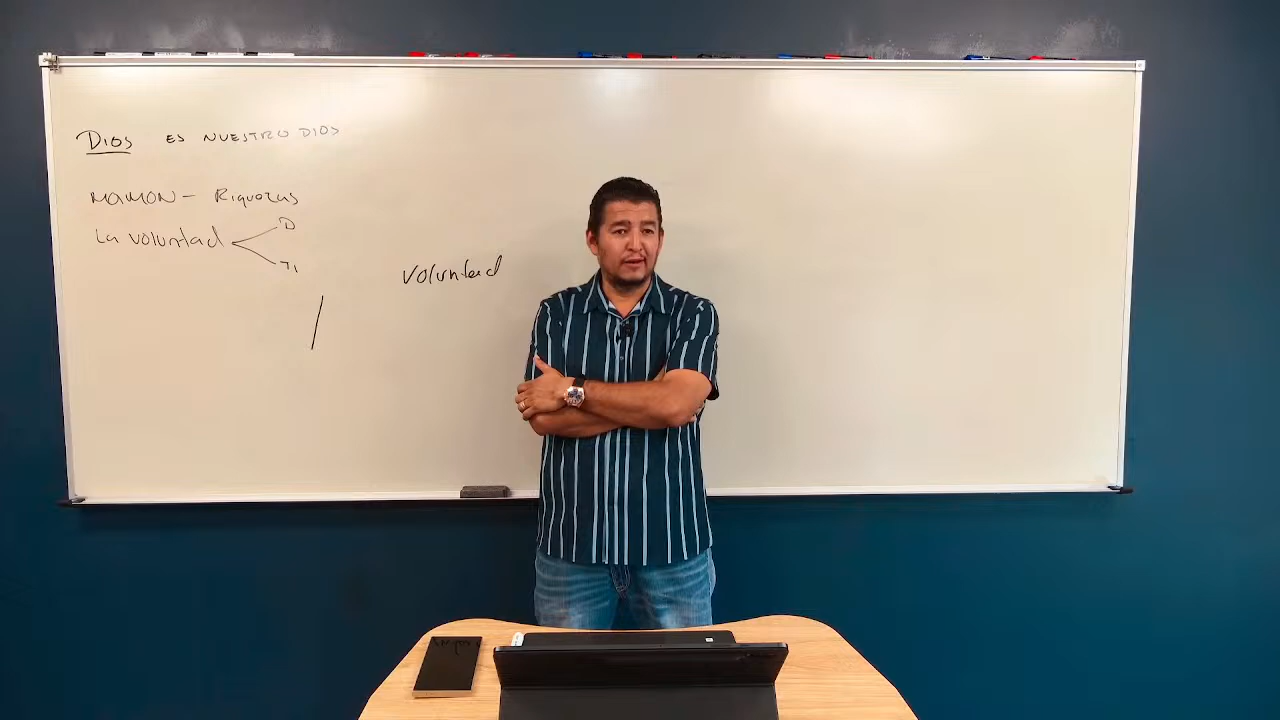 DIOS ES NUESTRO DIOS
MAMON - Riquezas
La voluntad
D
voluntad